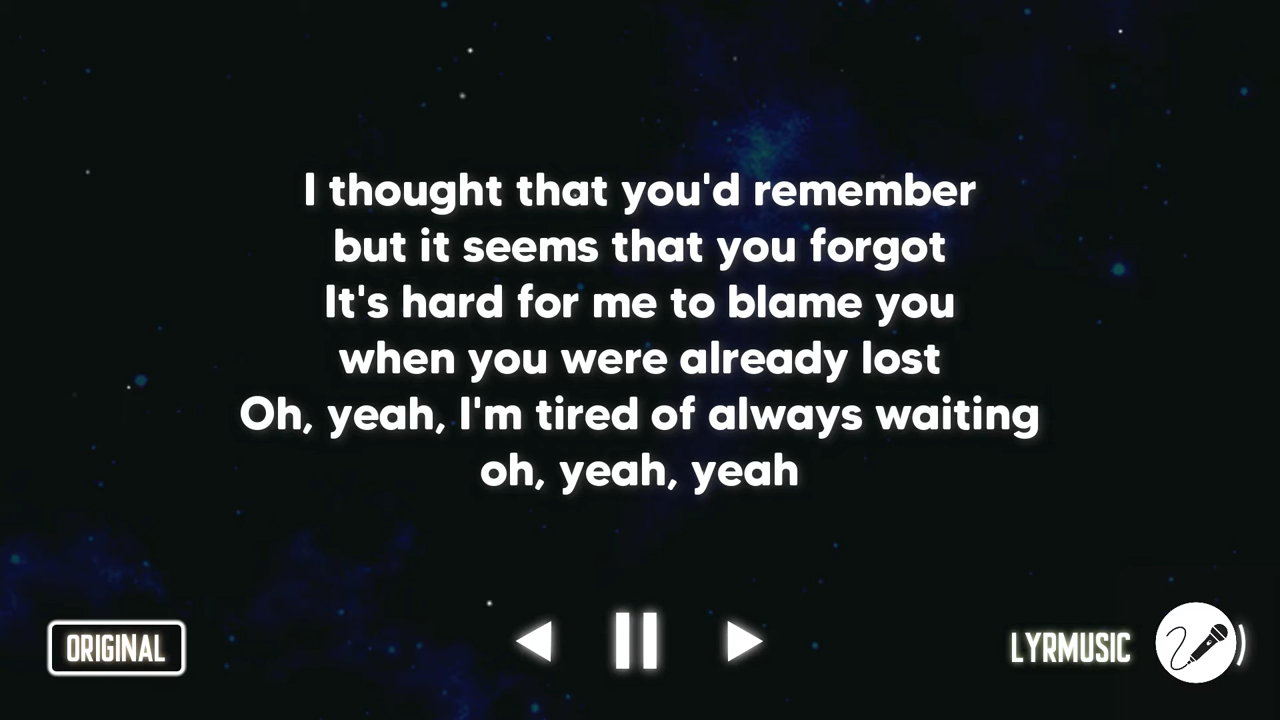 I thought that you'd remember
but it seems that you forgot
It's hard for me to blame you
when you were already lost
Oh, yeah, I'm tired of always waiting
oh, yeah, yeah
ORIGINAL
LYRMUSIC